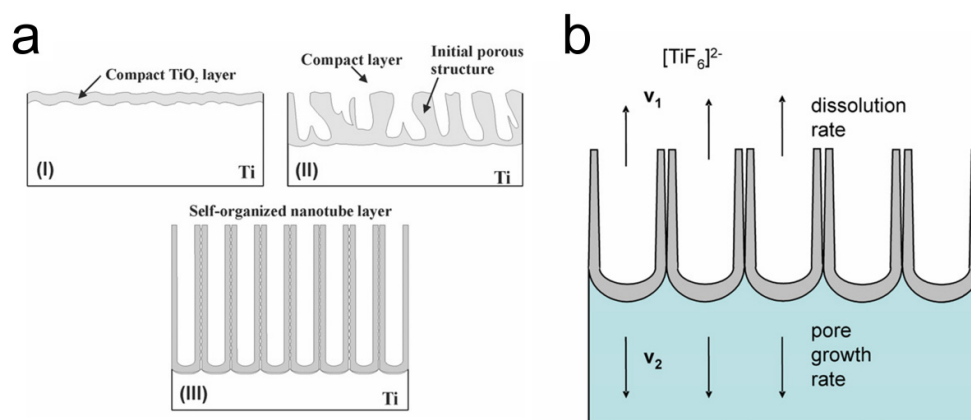 a
Compact TiO₂ layer
(I)
Ti
Compact layer
Initial porous
structure
(II)
Ti
Self-organized nanotube layer
(III)
Ti
b
[TiF₆]²⁻
v₁
dissolution
rate
v₂
pore
growth
rate